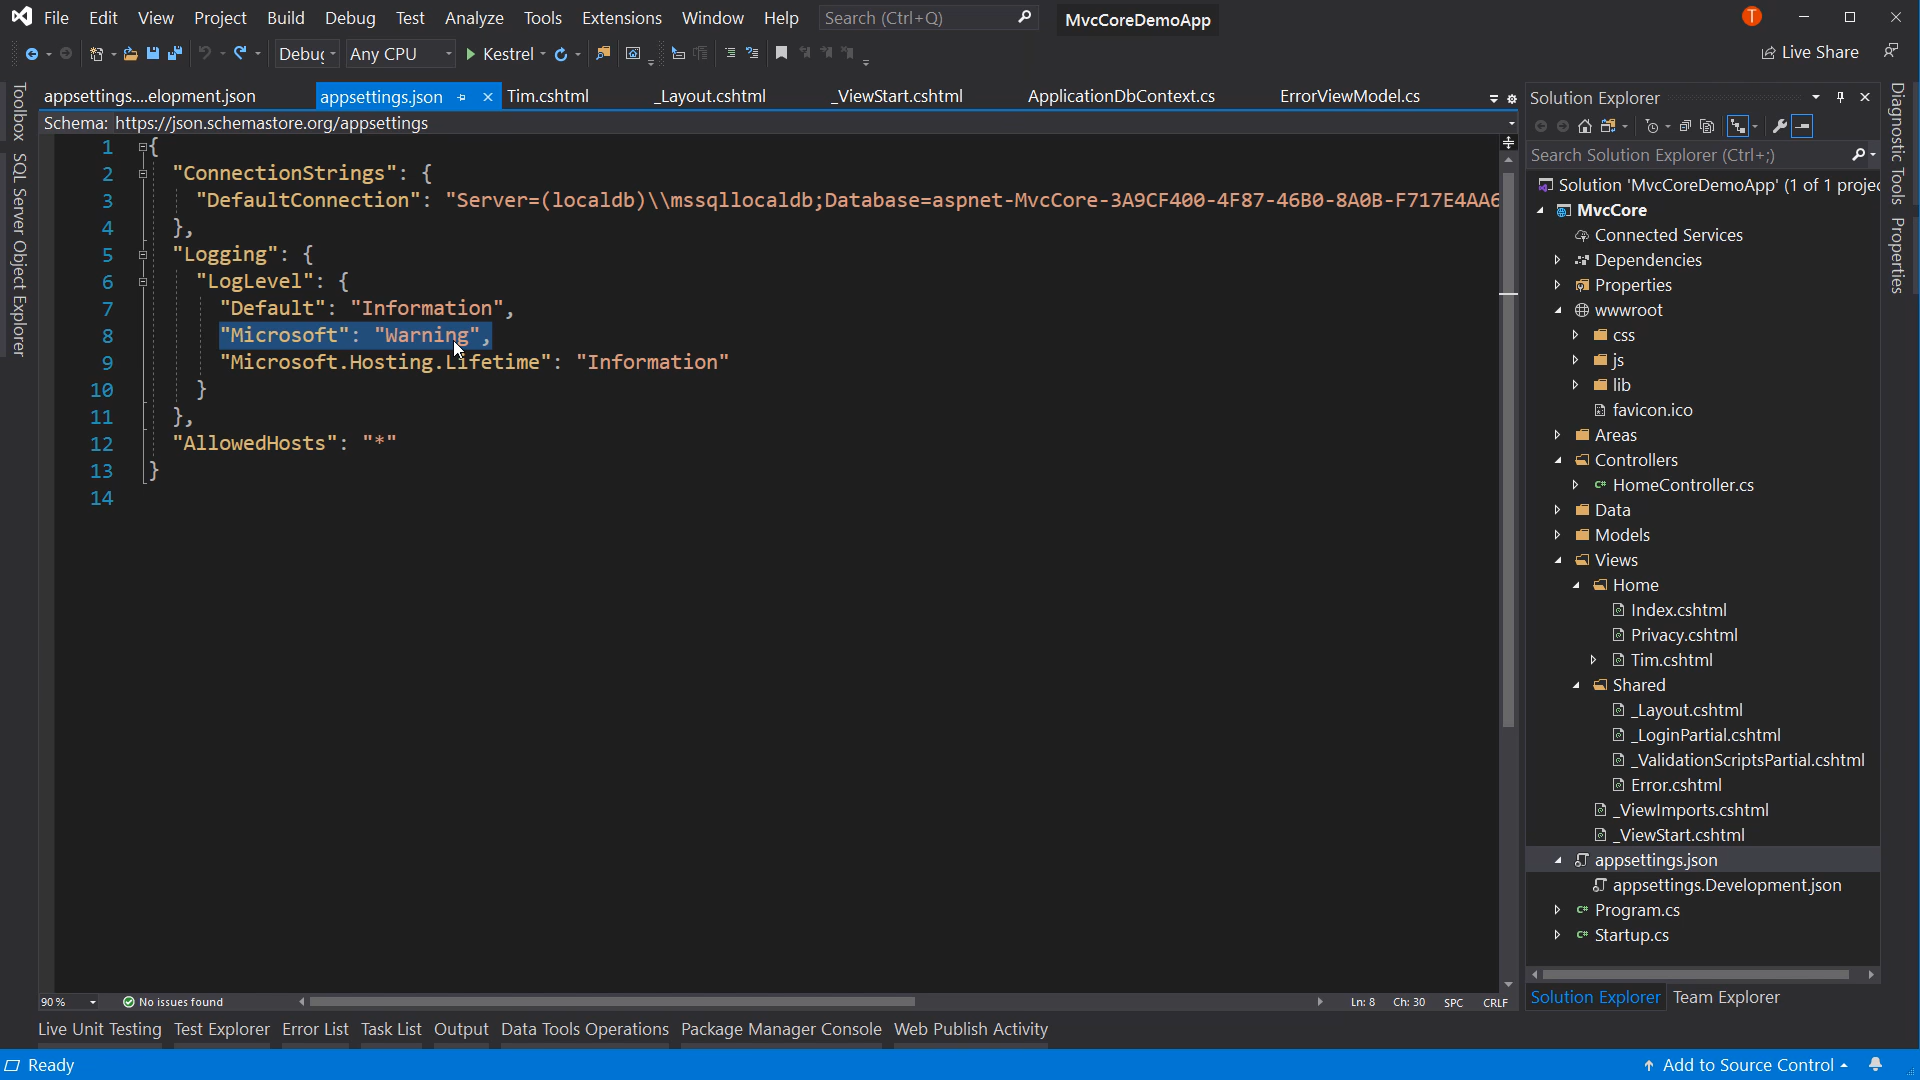 File Edit View Project Build Debug Test Analyze Tools Extensions Window Help Search (Ctrl+Q) MvcCoreDemoApp T
Debug Any CPU Kestrel Live Share
Toolbox
SQL Server Object Explorer
appsettings....elopment.json appsettings.json Tim.cshtml _Layout.cshtml _ViewStart.cshtml ApplicationDbContext.cs ErrorViewModel.cs
Schema: https://json.schemastore.org/appsettings
1 {
2 "ConnectionStrings": {
3 "DefaultConnection": "Server=(localdb)\\mssqllocaldb;Database=aspnet-MvcCore-3A9CF400-4F87-46B0-8A0B-F717E4AA6
4 },
5 "Logging": {
6 "LogLevel": {
7 "Default": "Information",
8 "Microsoft": "Warning",
9 "Microsoft.Hosting.Lifetime": "Information"
10 }
11 },
12 "AllowedHosts": "*"
13 }
14
90 % No issues found Ln: 8 Ch: 30 SPC CRLF
Solution Explorer
Search Solution Explorer (Ctrl+;)
Solution 'MvcCoreDemoApp' (1 of 1 projec
MvcCore
Connected Services
Dependencies
Properties
wwwroot
css
js
lib
favicon.ico
Areas
Controllers
C# HomeController.cs
Data
Models
Views
Home
Index.cshtml
Privacy.cshtml
Tim.cshtml
Shared
_Layout.cshtml
_LoginPartial.cshtml
_ValidationScriptsPartial.cshtml
Error.cshtml
_ViewImports.cshtml
_ViewStart.cshtml
appsettings.json
appsettings.Development.json
C# Program.cs
C# Startup.cs
Solution Explorer Team Explorer
Diagnostic Tools
Properties
Live Unit Testing Test Explorer Error List Task List Output Data Tools Operations Package Manager Console Web Publish Activity
Ready Add to Source Control